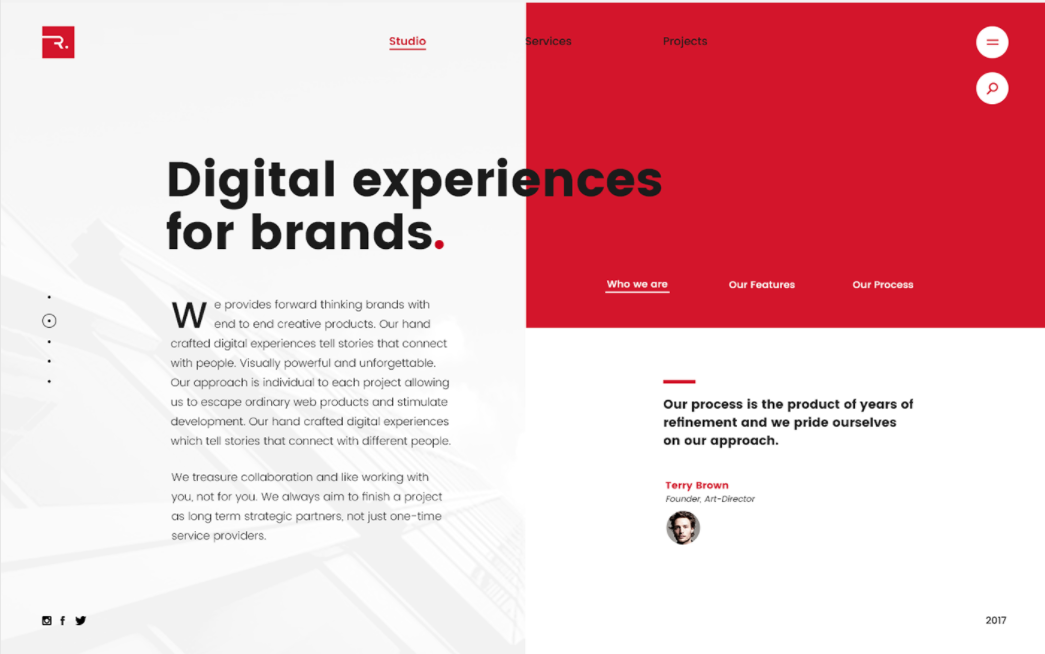 R.
Studio
Services
Projects
Digital experiences
for brands.
Who we are
Our Features
Our Process
We provides forward thinking brands with
end to end creative products. Our hand
crafted digital experiences tell stories that connect
with people. Visually powerful and unforgettable.
Our approach is individual to each project allowing
us to escape ordinary web products and stimulate
development. Our hand crafted digital experiences
which tell stories that connect with different people.
We treasure collaboration and like working with
you, not for you. We always aim to finish a project
as long term strategic partners, not just one-time
service providers.
Our process is the product of years of
refinement and we pride ourselves
on our approach.
Terry Brown
Founder, Art-Director
2017